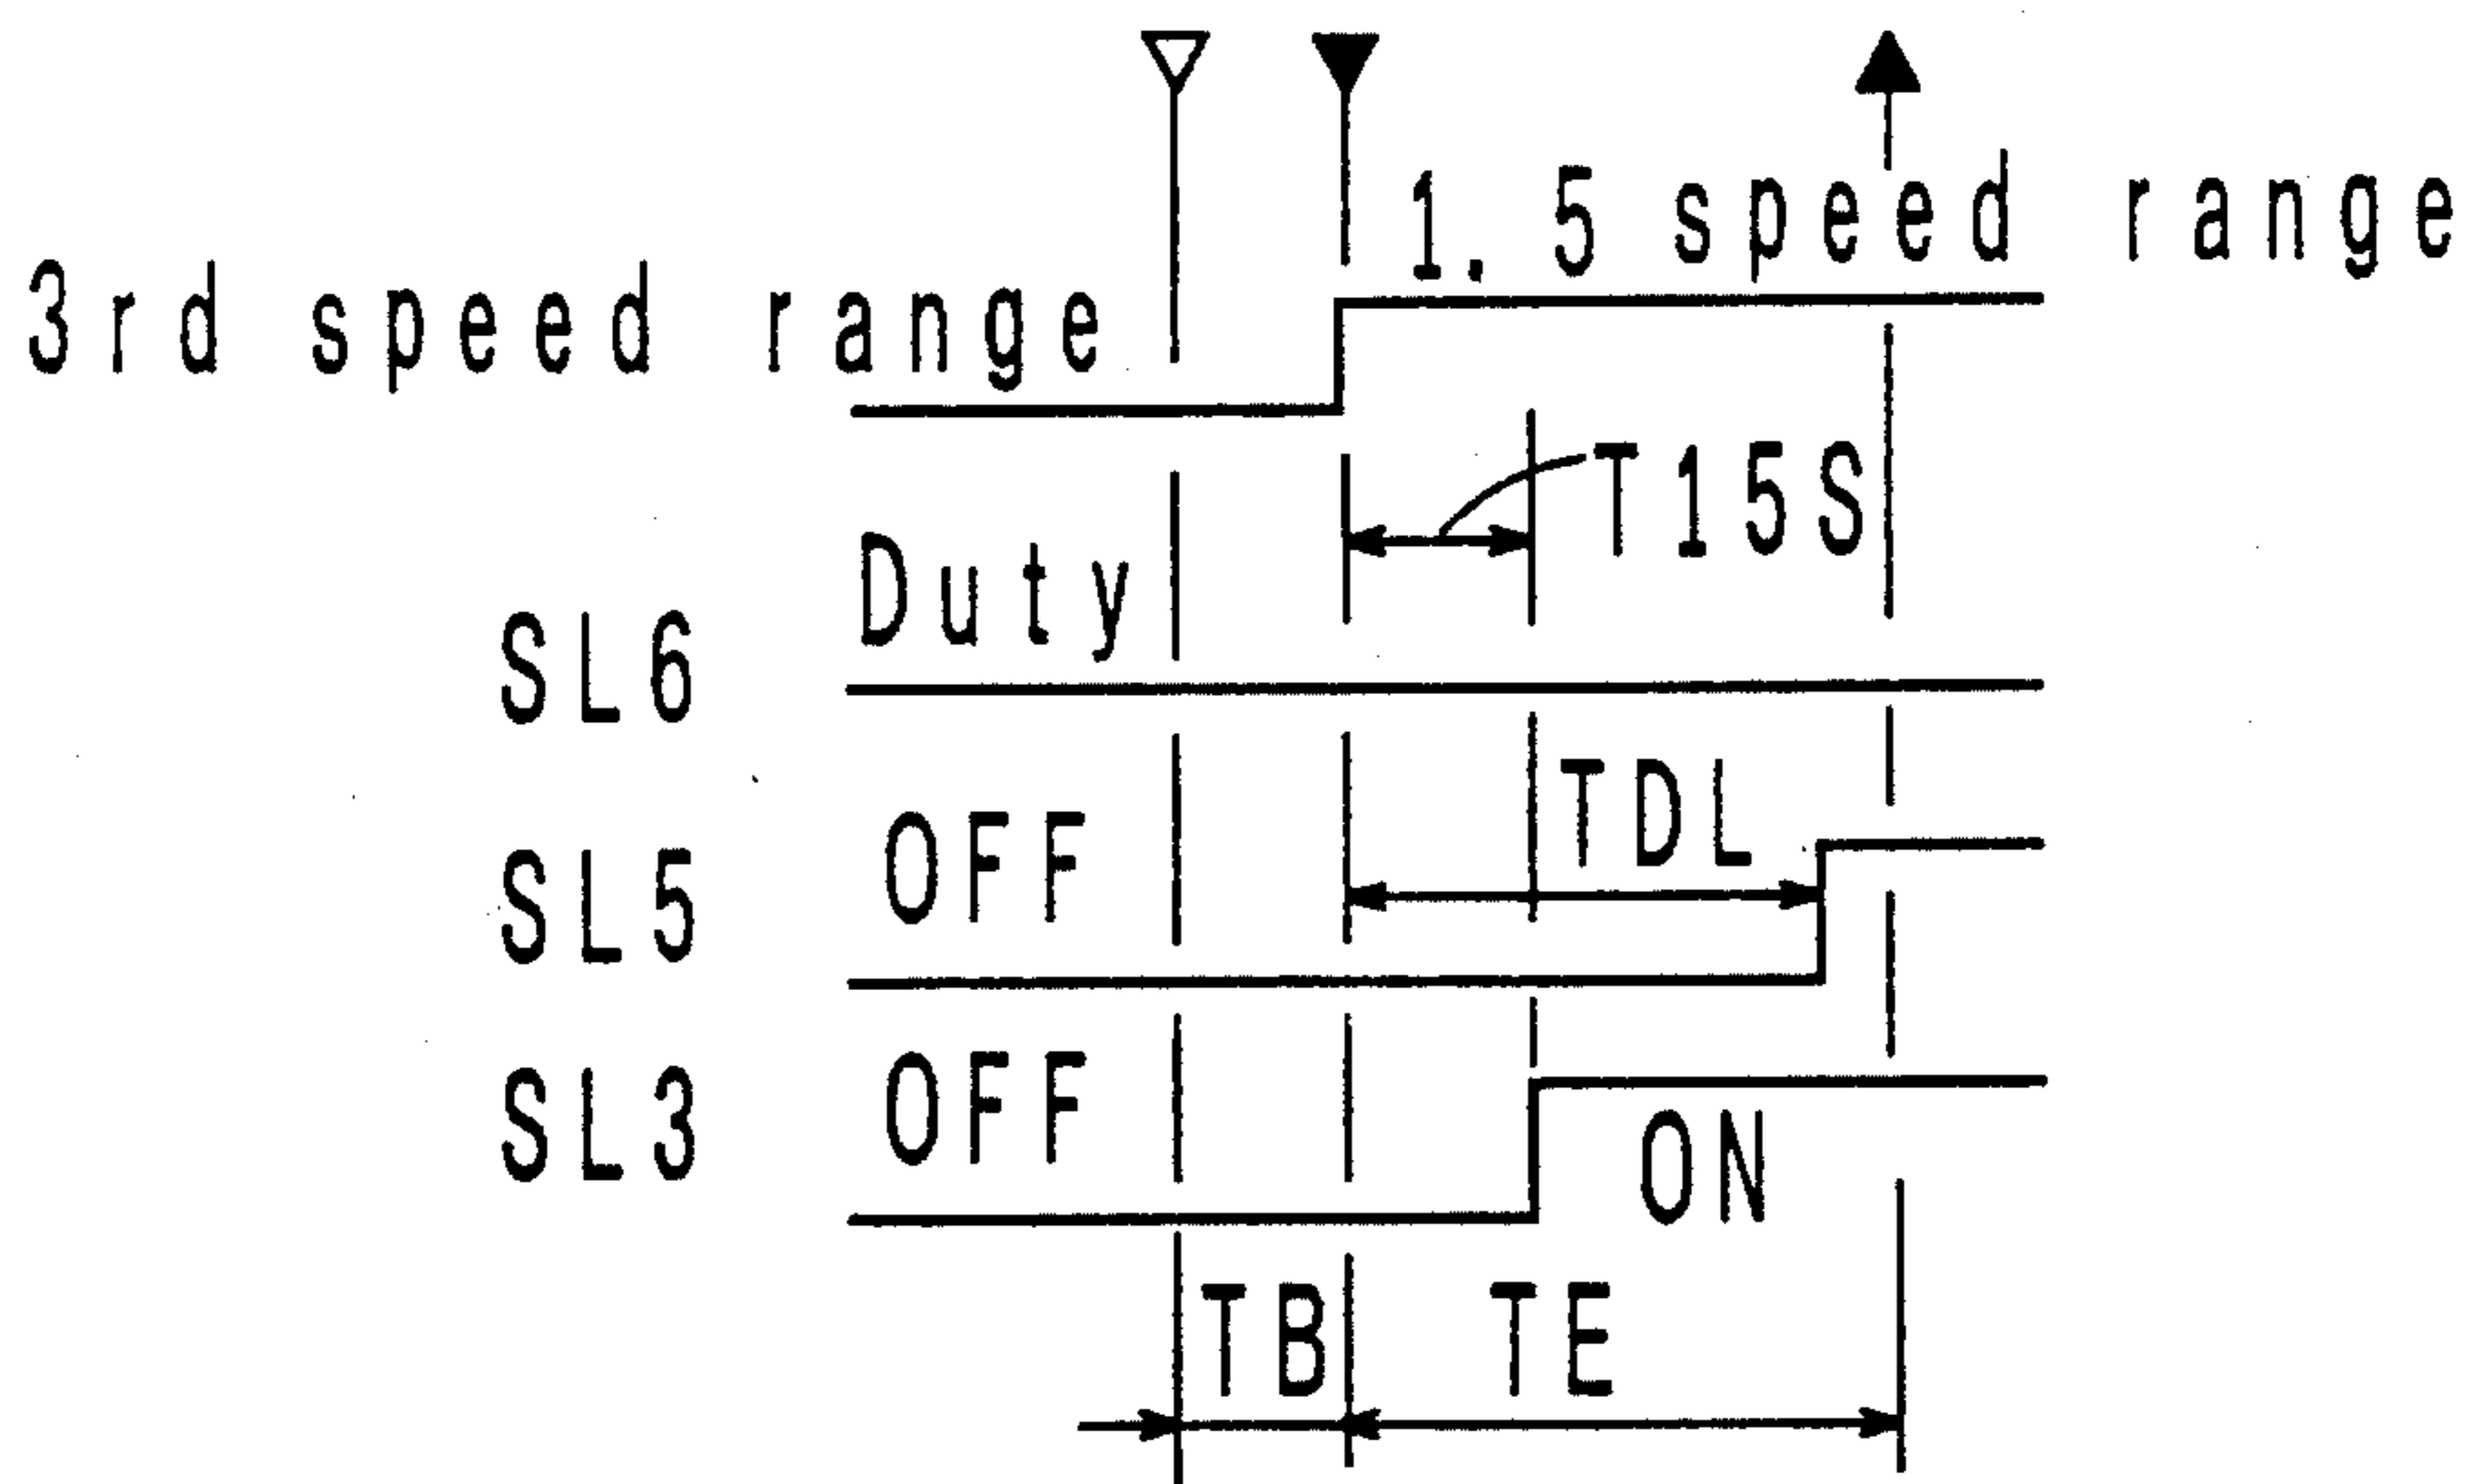 1.5 speed range
3rd speed range
T15S
Duty
SL6
TDL
OFF
SL5
OFF
SL3
ON
TB
TE